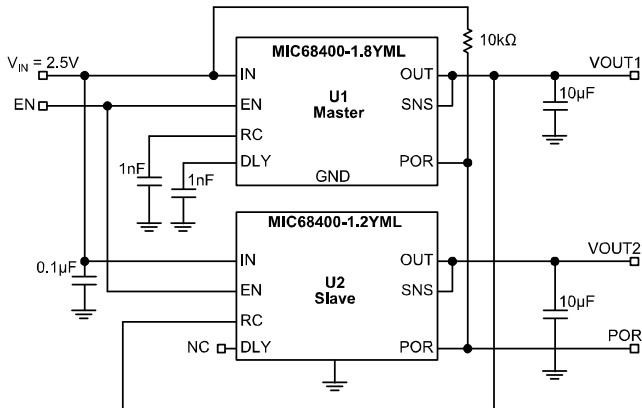 MIC68400-1.8YML
10kΩ
VIN = 2.5V
IN
OUT
VOUT1
EN
EN
U1
Master
SNS
10µF
RC
DLY
POR
1nF
1nF
GND
MIC68400-1.2YML
IN
OUT
VOUT2
0.1µF
EN
U2
Slave
SNS
10µF
RC
NC
DLY
POR
POR